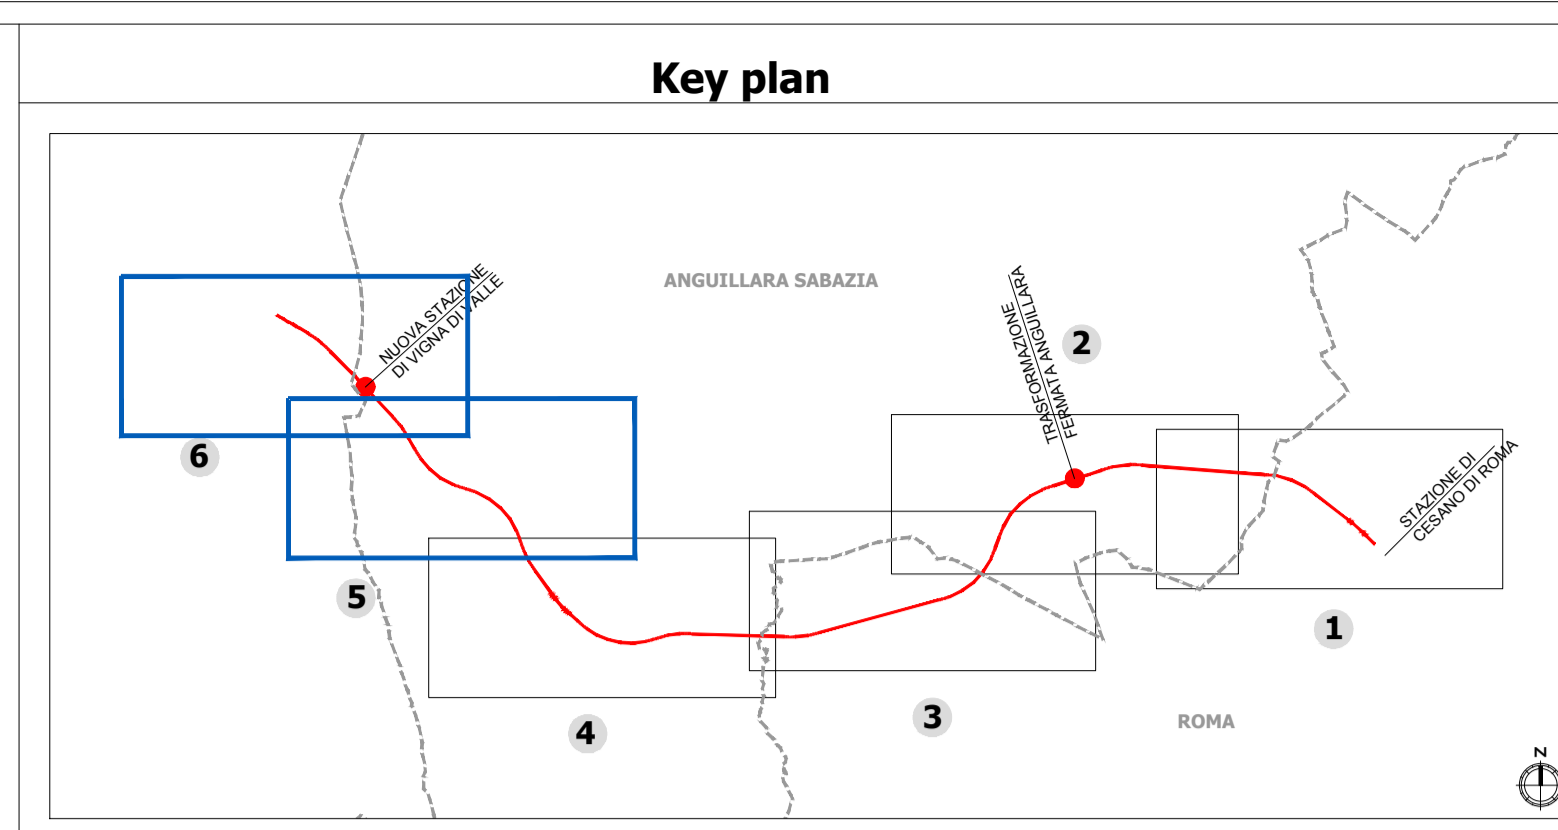 Key plan
ANGUILLARA SABAZIA
NUOVA STAZIONE
DI VIGNA DI VALLE
TRASFORMAZIONE
FERMATA ANGUILLARA
2
6
STAZIONE DI
CESANO DI ROMA
5
1
4
3
ROMA
N